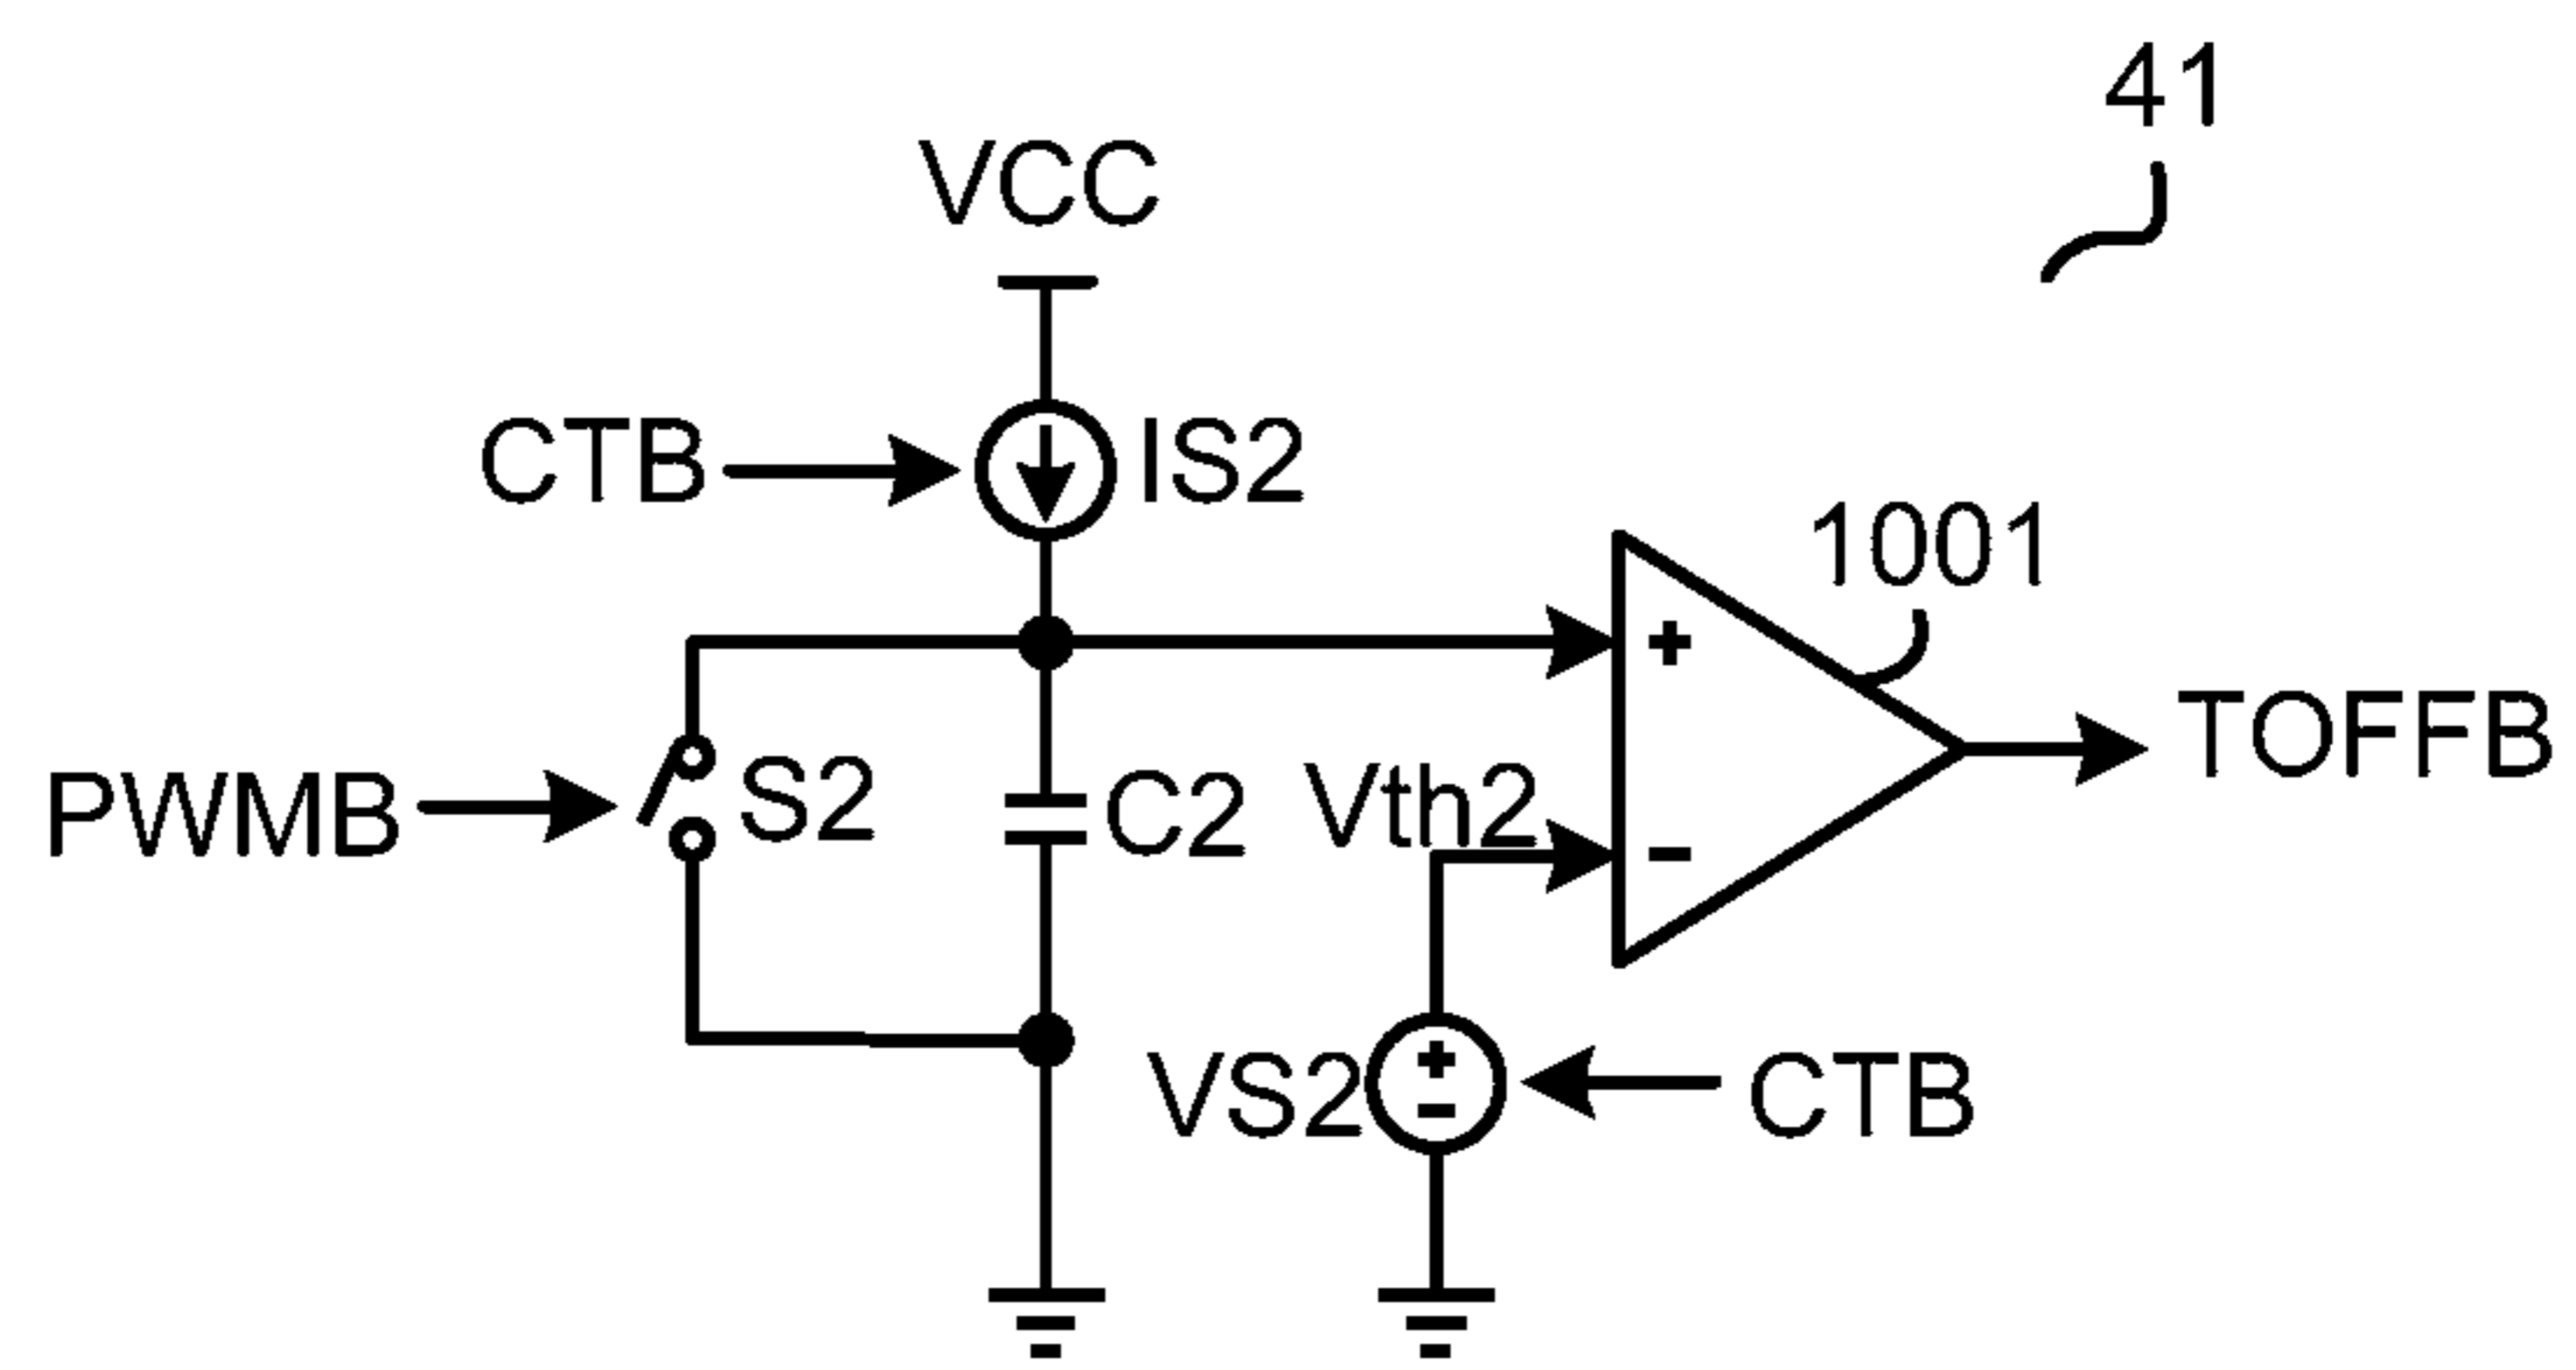 41
VCC
CTB
IS2
1001
+
TOFFB
PWMB
S2
C2
Vth2
-
VS2
+
-
CTB